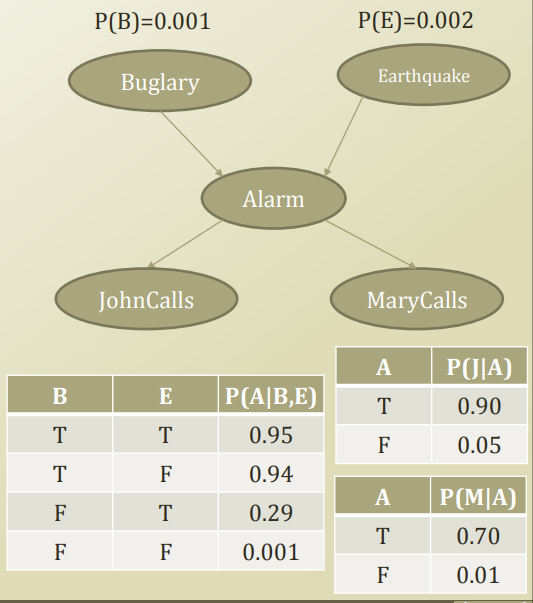 P(B)=0.001 P(E)=0.002
Buglary Earthquake
Alarm
JohnCalls MaryCalls
B E P(A|B,E)
T T 0.95
T F 0.94
F T 0.29
F F 0.001
A P(J|A)
T 0.90
F 0.05
A P(M|A)
T 0.70
F 0.01